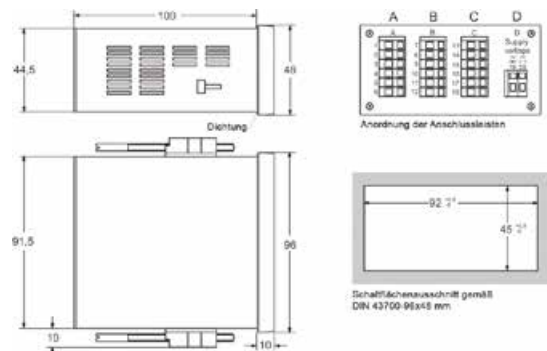 100
44,5
48
Dichtung
A B C D
A B C D
Supply
voltage
Anordnung der Anschlussleisten
91,5
96
10
10
92
45
Schalttafelausschnitt gemäß
DIN 43700-96x48 mm